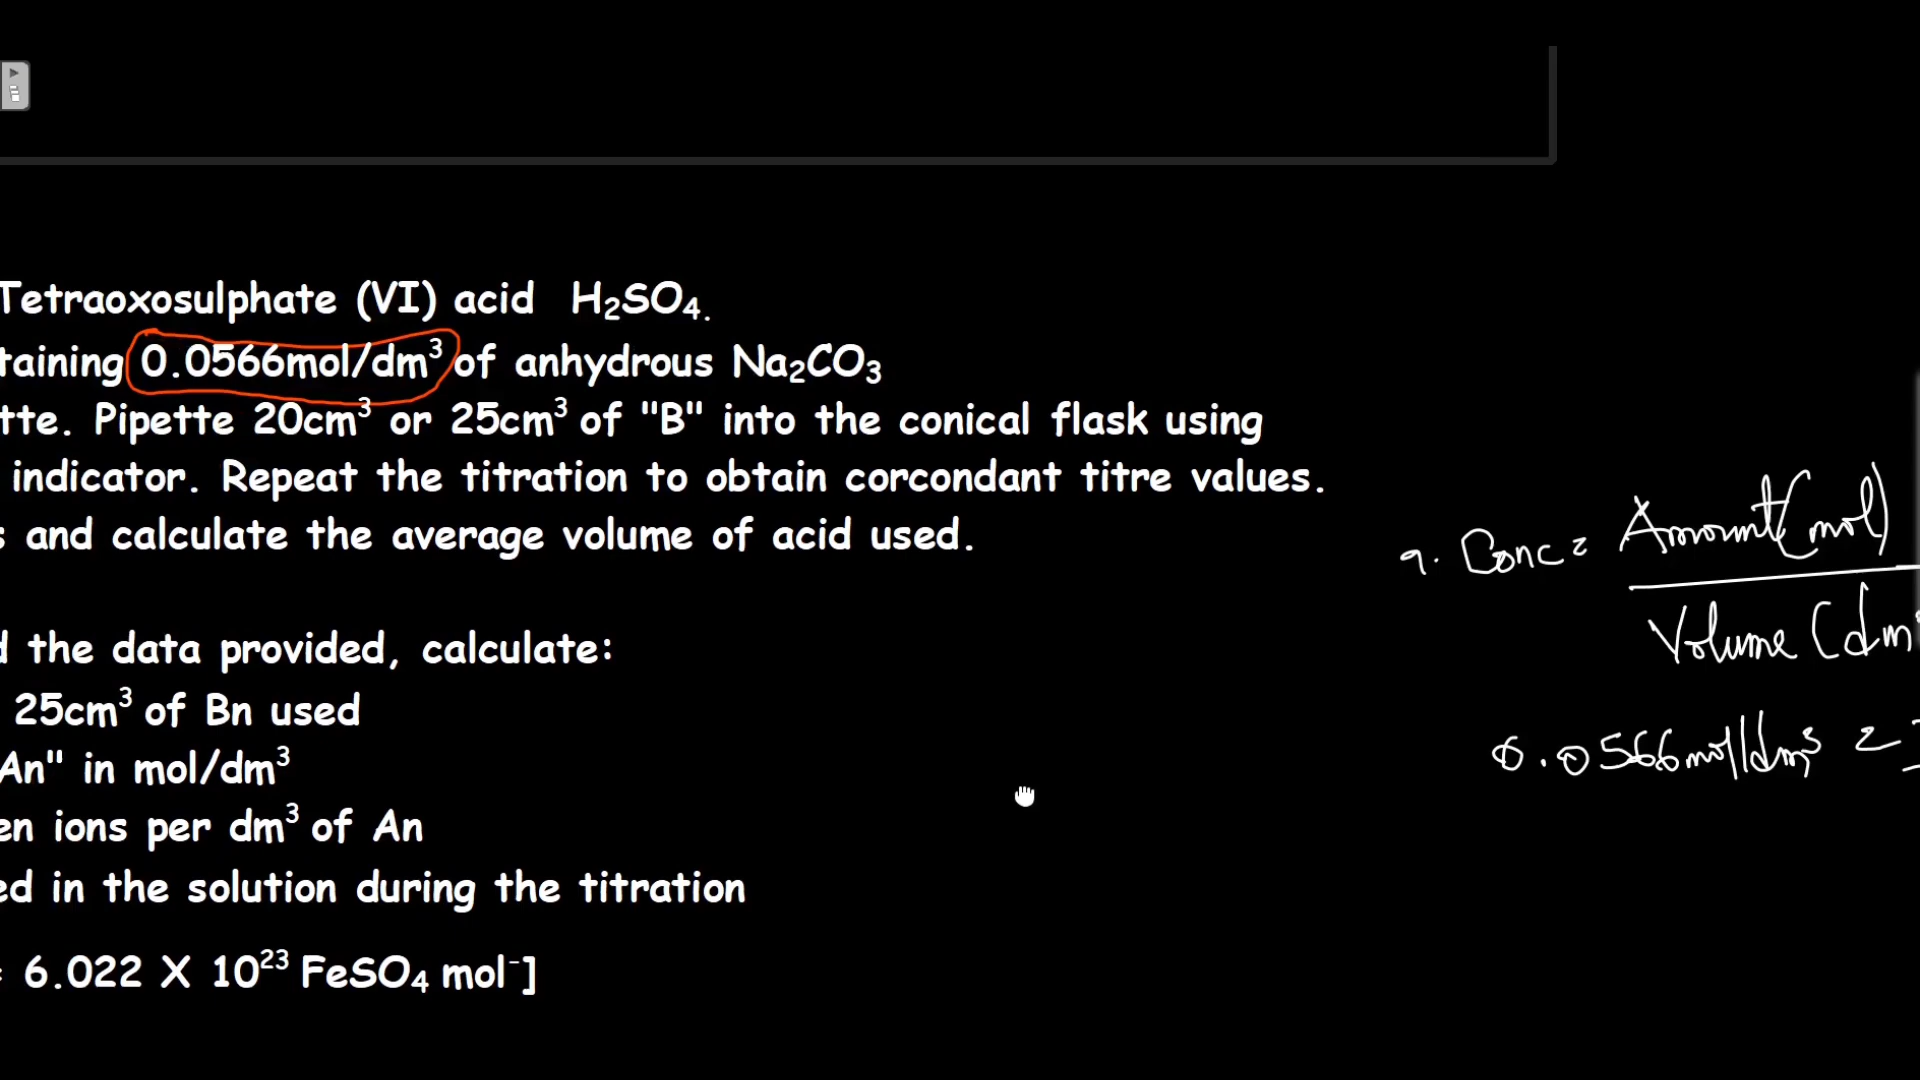 Tetraoxosulphate (VI) acid H₂SO₄.
taining 0.0566mol/dm³ of anhydrous Na₂CO₃
tte. Pipette 20cm³ or 25cm³ of "B" into the conical flask using
indicator. Repeat the titration to obtain corcondant titre values.
s and calculate the average volume of acid used.
d the data provided, calculate:
25cm³ of Bn used
An" in mol/dm³
en ions per dm³ of An
ed in the solution during the titration
= 6.022 X 10²³ FeSO₄ mol⁻]
9. Conc = Amount (mol)
Volume (dm³
0.0566mol/dm³ =